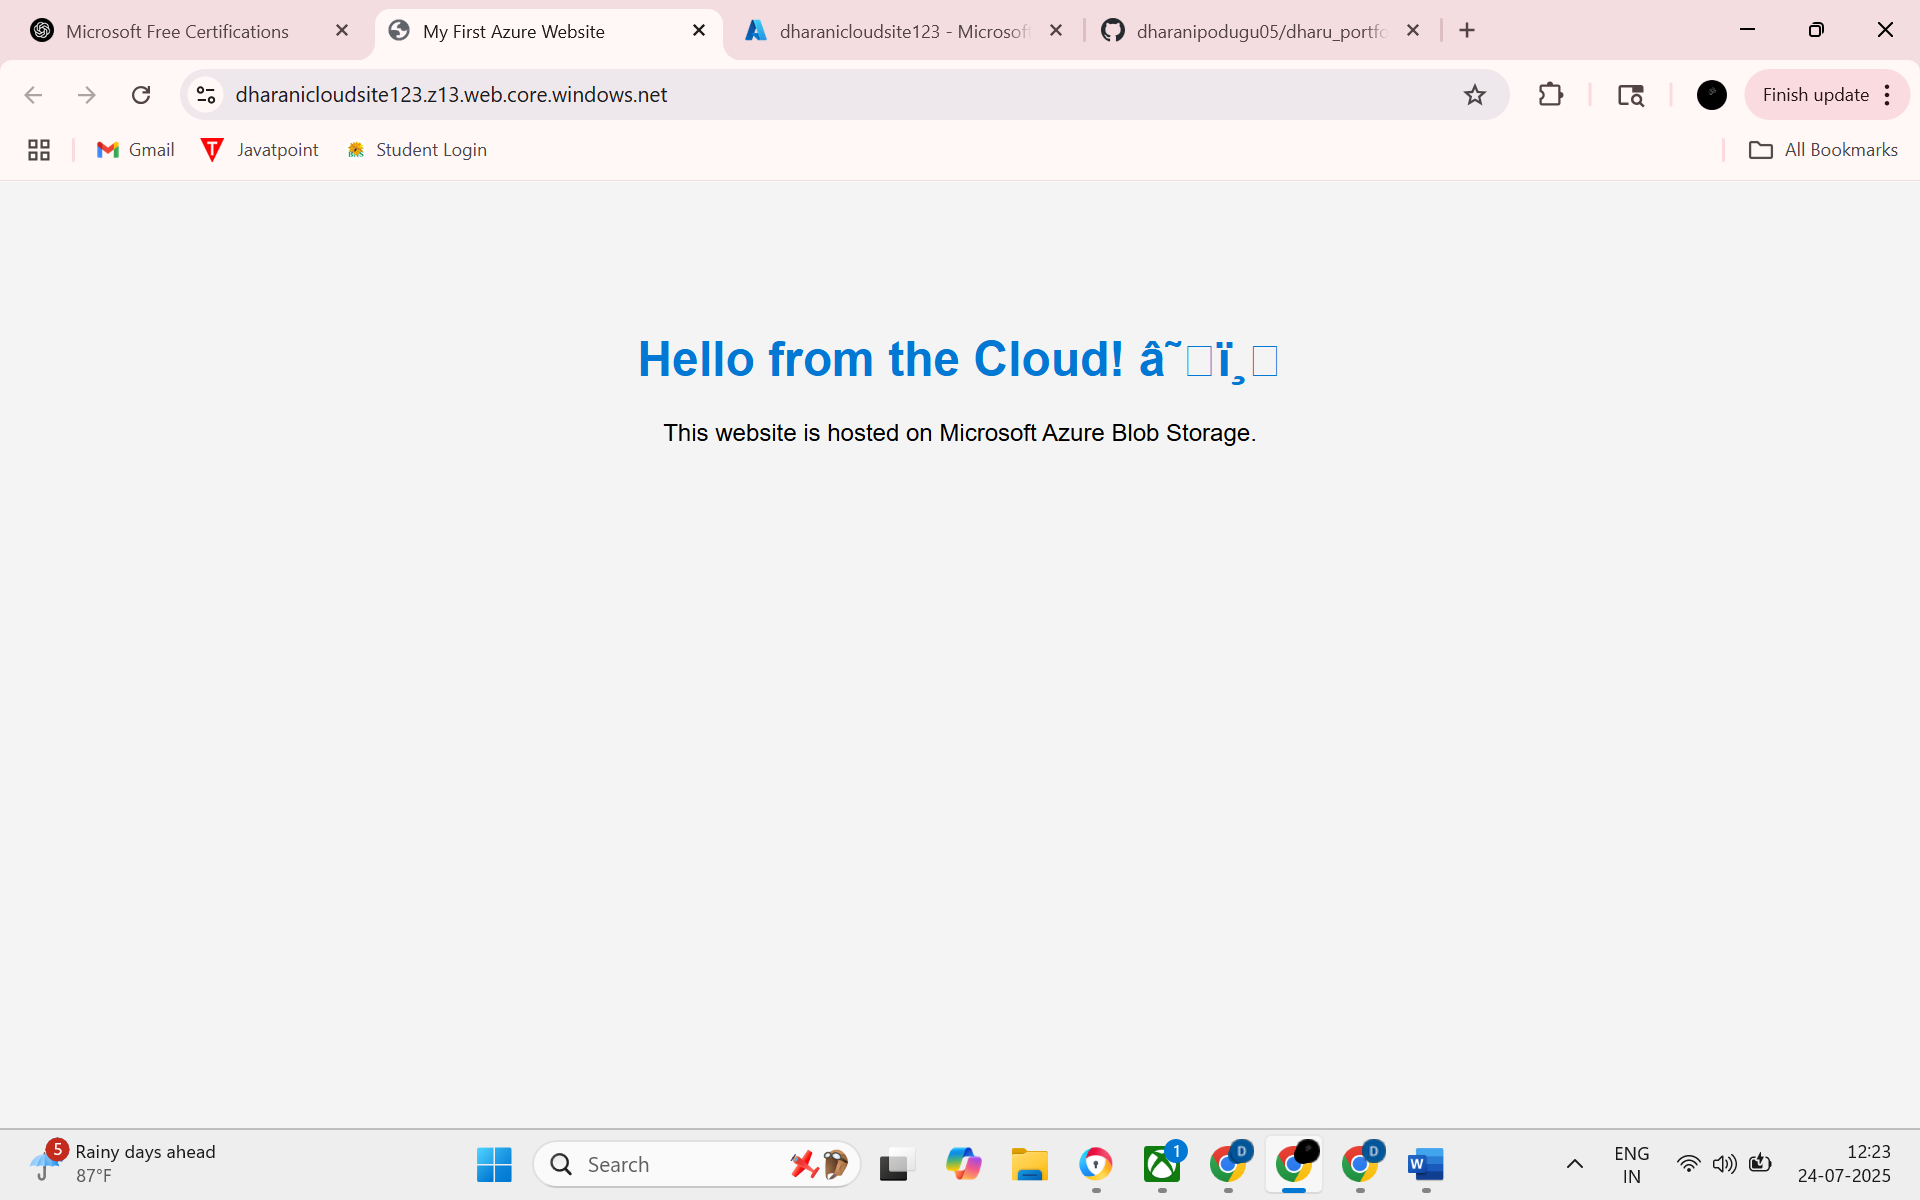 Microsoft Free Certifications
My First Azure Website
dharanicloudsite123 - Microsof
dharanipodugu05/dharu_portfo
dharanicloudsite123.z13.web.core.windows.net
Finish update
Gmail
Javatpoint
Student Login
All Bookmarks
Hello from the Cloud! â˜□ï¸□
This website is hosted on Microsoft Azure Blob Storage.
5
Rainy days ahead
87°F
Search
1
D
D
W
ENG
IN
12:23
24-07-2025